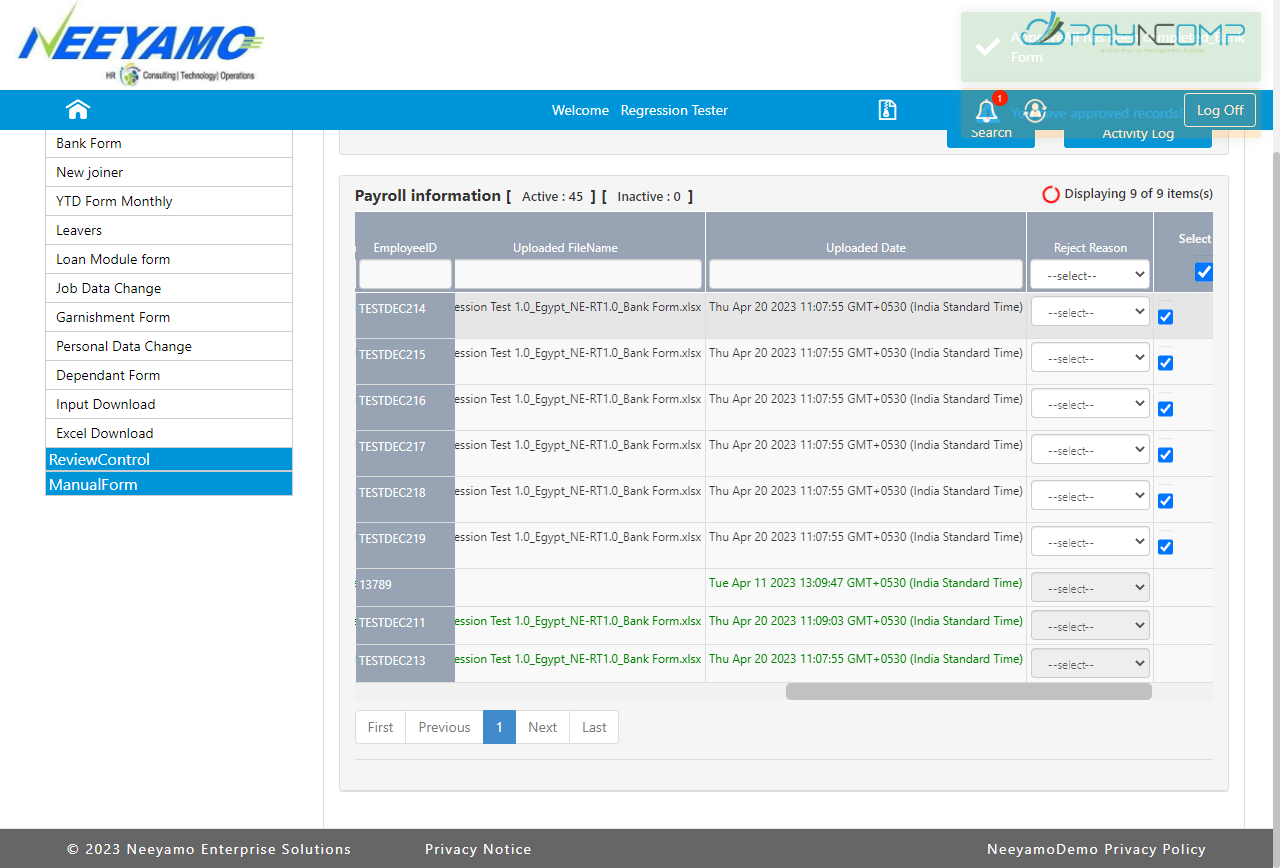 NEEYAMO
HR Consulting| Technology| Operations
PAYNCOMP
Form
Welcome Regression Tester
1
You have approved records!
Log Off
Search
Activity Log
Bank Form
New joiner
YTD Form Monthly
Leavers
Loan Module form
Job Data Change
Garnishment Form
Personal Data Change
Dependant Form
Input Download
Excel Download
ReviewControl
ManualForm
Payroll information [ Active : 45 ] [ Inactive : 0 ]
Displaying 9 of 9 items(s)
EmployeeID Uploaded FileName Uploaded Date Reject Reason Select
--select--
TESTDEC214 ession Test 1.0_Egypt_NE-RT1.0_Bank Form.xlsx Thu Apr 20 2023 11:07:55 GMT+0530 (India Standard Time) --select--
TESTDEC215 ession Test 1.0_Egypt_NE-RT1.0_Bank Form.xlsx Thu Apr 20 2023 11:07:55 GMT+0530 (India Standard Time) --select--
TESTDEC216 ession Test 1.0_Egypt_NE-RT1.0_Bank Form.xlsx Thu Apr 20 2023 11:07:55 GMT+0530 (India Standard Time) --select--
TESTDEC217 ession Test 1.0_Egypt_NE-RT1.0_Bank Form.xlsx Thu Apr 20 2023 11:07:55 GMT+0530 (India Standard Time) --select--
TESTDEC218 ession Test 1.0_Egypt_NE-RT1.0_Bank Form.xlsx Thu Apr 20 2023 11:07:55 GMT+0530 (India Standard Time) --select--
TESTDEC219 ession Test 1.0_Egypt_NE-RT1.0_Bank Form.xlsx Thu Apr 20 2023 11:07:55 GMT+0530 (India Standard Time) --select--
13789 Tue Apr 11 2023 13:09:47 GMT+0530 (India Standard Time) --select--
TESTDEC211 ession Test 1.0_Egypt_NE-RT1.0_Bank Form.xlsx Thu Apr 20 2023 11:09:03 GMT+0530 (India Standard Time) --select--
TESTDEC213 ession Test 1.0_Egypt_NE-RT1.0_Bank Form.xlsx Thu Apr 20 2023 11:07:55 GMT+0530 (India Standard Time) --select--
First Previous 1 Next Last
© 2023 Neeyamo Enterprise Solutions Privacy Notice NeeyamoDemo Privacy Policy